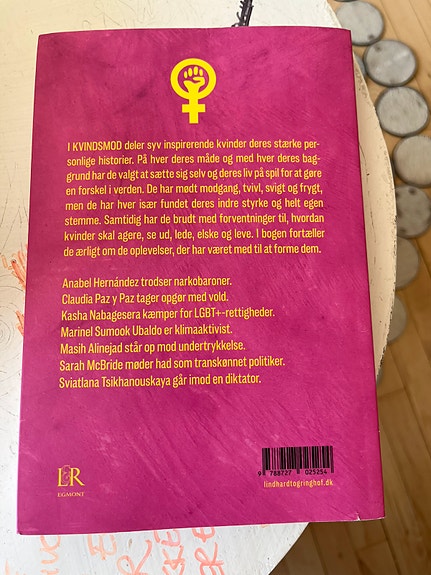 I KVINDSMOD deler syv inspirerende kvinder deres stærke per-
sonlige historier. På hver deres måde og med hver deres bag-
grund har de valgt at sætte sig selv og deres liv på spil for at gøre
en forskel i verden. De har mødt modgang, tvivl, svigt og frygt,
men de har hver især fundet deres indre styrke og helt egen
stemme. Samtidig har de brudt med forventninger til, hvordan
kvinder skal agere, se ud, lede, elske og leve. I bogen fortæller
de ærligt om de oplevelser, der har været med til at forme dem.
Anabel Hernández trodser narkobaroner.
Claudia Paz y Paz tager opgør med vold.
Kasha Nabagesera kæmper for LGBT+-rettigheder.
Marinel Sumook Ubaldo er klimaaktivist.
Masih Alinejad står op mod undertrykkelse.
Sarah McBride møder had som transkønnet politiker.
Sviatlana Tsikhanouskaya går imod en diktator.
L&R
EGMONT
9 788727 025254
lindhardtogringhof.dk